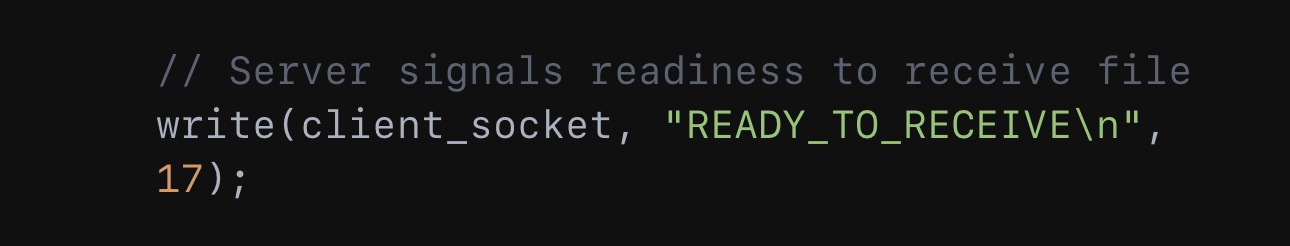 // Server signals readiness to receive file
write(client_socket, "READY_TO_RECEIVE\n",
17);